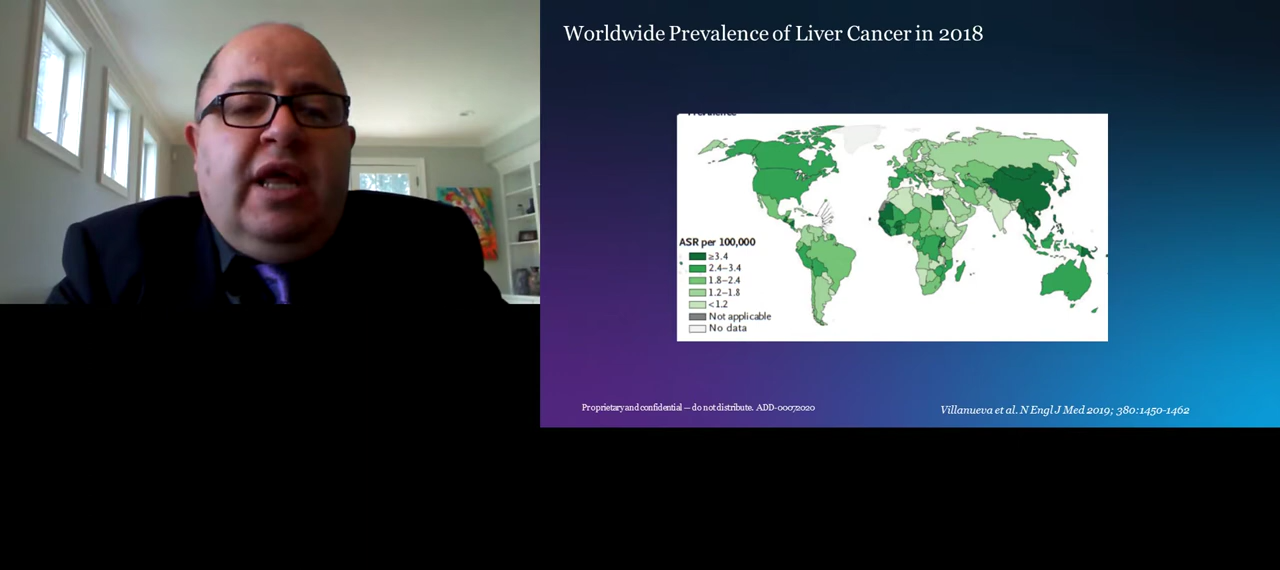 Worldwide Prevalence of Liver Cancer in 2018
Prevalence
ASR per 100,000
≥3.4
2.4–3.4
1.8–2.4
1.2–1.8
<1.2
Not applicable
No data
Proprietary and confidential — do not distribute. ADD-00072020
Villanueva et al. N Engl J Med 2019; 380:1450-1462